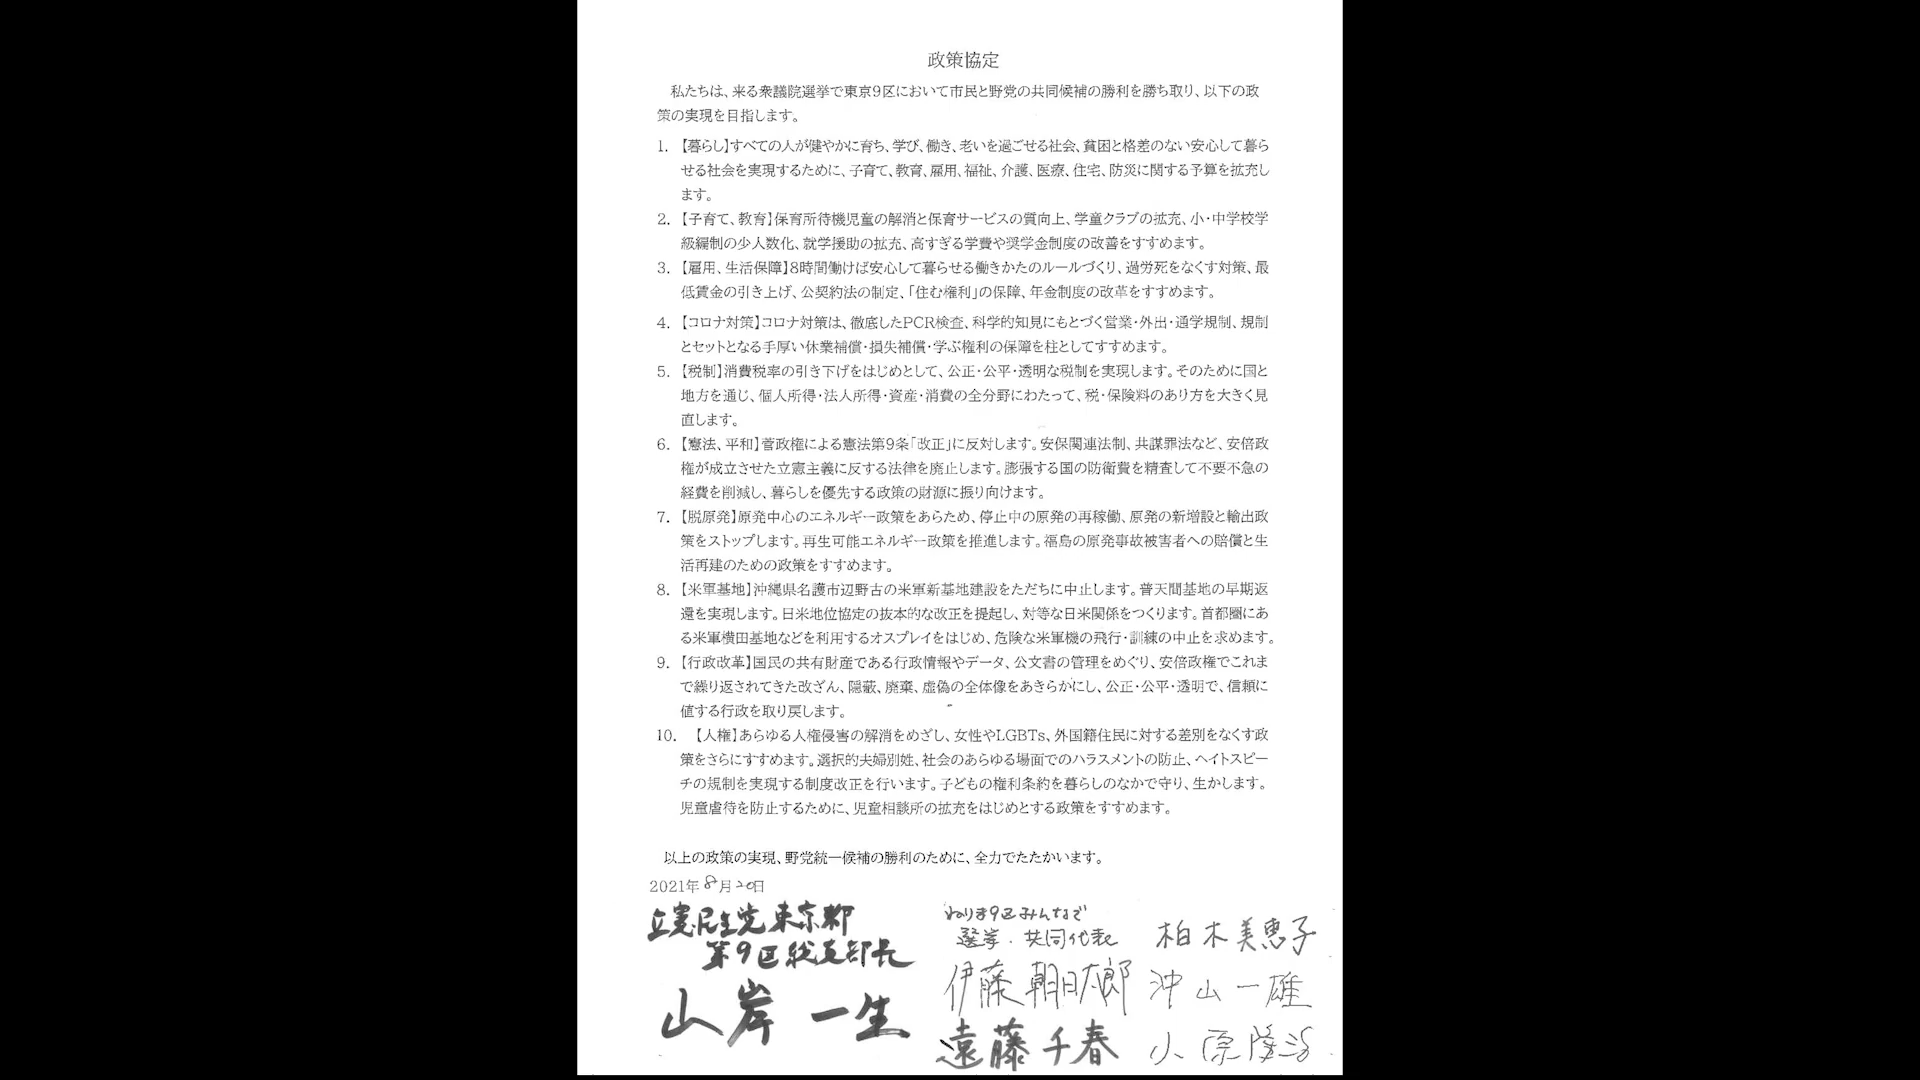 政策協定
私たちは、来る衆議院選挙で東京9区において市民と野党の共同候補の勝利を勝ち取り、以下の政
策の実現を目指します。
1. 【暮らし】すべての人が健やかに育ち、学び、働き、老いを過ごせる社会、貧困と格差のない安心して暮ら
せる社会を実現するために、子育て、教育、雇用、福祉、介護、医療、住宅、防災に関する予算を拡充し
ます。
2. 【子育て、教育】保育所待機児童の解消と保育サービスの質向上、学童クラブの拡充、小・中学校学
級編制の少人数化、就学援助の拡充、高すぎる学費や奨学金制度の改善をすすめます。
3. 【雇用、生活保障】8時間働けば安心して暮らせる働きかたのルールづくり、過労死をなくす対策、最
低賃金の引き上げ、公契約法の制定、「住む権利」の保障、年金制度の改革をすすめます。
4. 【コロナ対策】コロナ対策は、徹底したPCR検査、科学的知見にもとづく営業・外出・通学規制、規制
とセットとなる手厚い休業補償・損失補償・学ぶ権利の保障を柱としてすすめます。
5. 【税制】消費税率の引き下げをはじめとして、公正・公平・透明な税制を実現します。そのために国と
地方を通じ、個人所得・法人所得・資産・消費の全分野にわたって、税・保険料のあり方を大きく見
直します。
6. 【憲法、平和】菅政権による憲法第9条「改正」に反対します。安保関連法制、共謀罪法など、安倍政
権が成立させた立憲主義に反する法律を廃止します。膨張する国の防衛費を精査して不要不急の
経費を削減し、暮らしを優先する政策の財源に振り向けます。
7. 【脱原発】原発中心のエネルギー政策をあらため、停止中の原発の再稼働、原発の新増設と輸出政
策をストップします。再生可能エネルギー政策を推進します。福島の原発事故被害者への賠償と生
活再建のための政策をすすめます。
8. 【米軍基地】沖縄県名護市辺野古の米軍新基地建設をただちに中止します。普天間基地の早期返
還を実現します。日米地位協定の抜本的な改正を提起し、対等な日米関係をつくります。首都圏にあ
る米軍横田基地などを利用するオスプレイをはじめ、危険な米軍機の飛行・訓練の中止を求めます。
9. 【行政改革】国民の共有財産である行政情報やデータ、公文書の管理をめぐり、安倍政権でこれま
で繰り返されてきた改ざん、隠蔽、廃棄、虚偽の全体像をあきらかにし、公正・公平・透明で、信頼に
値する行政を取り戻します。
10. 【人権】あらゆる人権侵害の解消をめざし、女性やLGBTs、外国籍住民に対する差別をなくす政
策をさらにすすめます。選択的夫婦別姓、社会のあらゆる場面でのハラスメントの防止、ヘイトスピー
チの規制を実現する制度改正を行います。子どもの権利条約を暮らしのなかで守り、生かします。
児童虐待を防止するために、児童相談所の拡充をはじめとする政策をすすめます。
以上の政策の実現、野党統一候補の勝利のために、全力でたたかいます。
2021年8月20日
立憲民主党東京都
第9区総支部長
山岸一生
ねりま9区みんなで
選挙・共同代表
伊藤朝日太郎
遠藤千春
柏木美恵子
沖山一雄
小原隆治